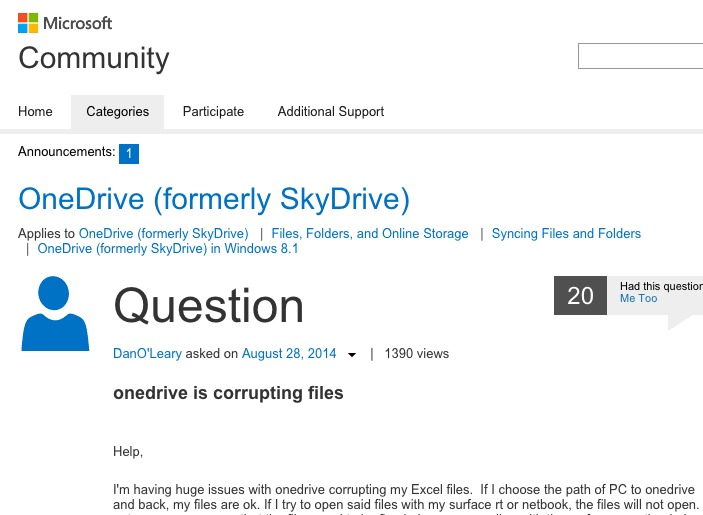 Microsoft
Community
Home Categories Participate Additional Support
Announcements: 1
OneDrive (formerly SkyDrive)
Applies to OneDrive (formerly SkyDrive) | Files, Folders, and Online Storage | Syncing Files and Folders
| OneDrive (formerly SkyDrive) in Windows 8.1
Question
20
Had this question
Me Too
DanO'Leary asked on August 28, 2014 | 1390 views
onedrive is corrupting files
Help,
I'm having huge issues with onedrive corrupting my Excel files. If I choose the path of PC to onedrive
and back, my files are ok. If I try to open said files with my surface rt or netbook, the files will not open.